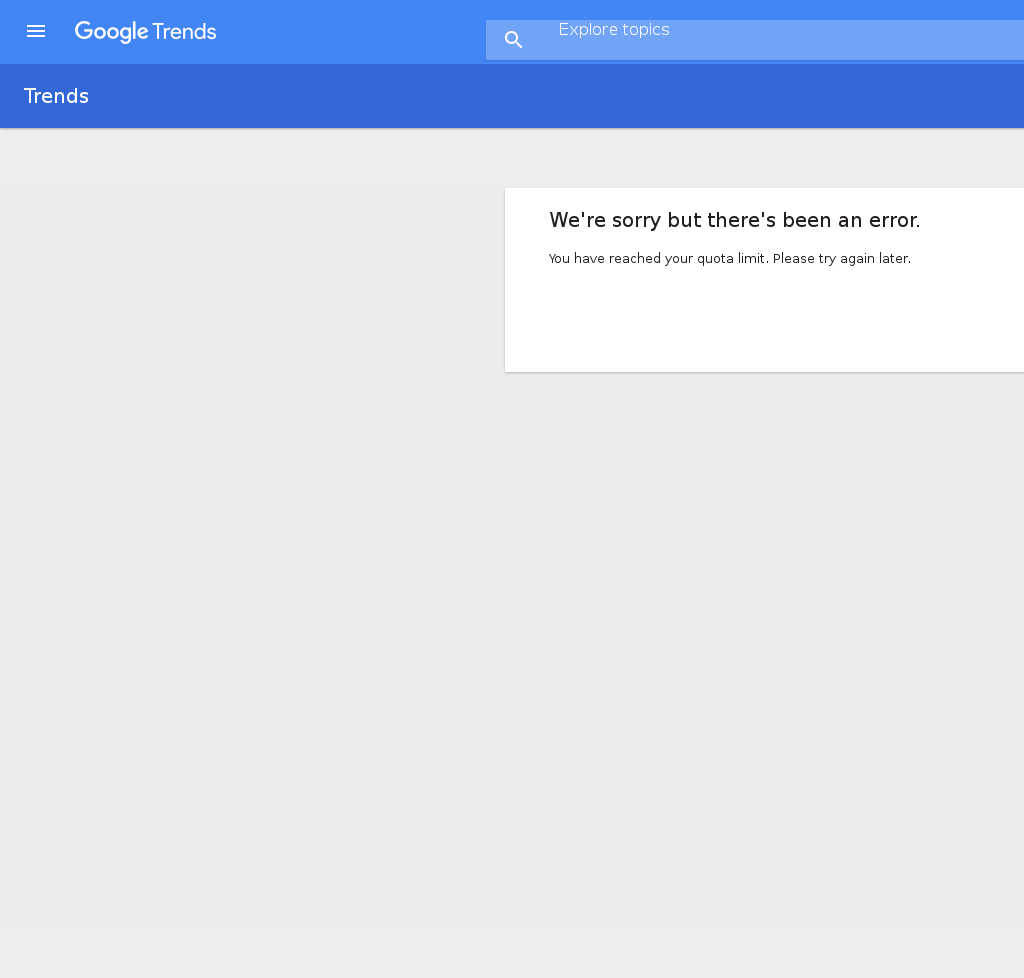 Google Trends
Explore topics
Trends
We're sorry but there's been an error.
You have reached your quota limit. Please try again later.